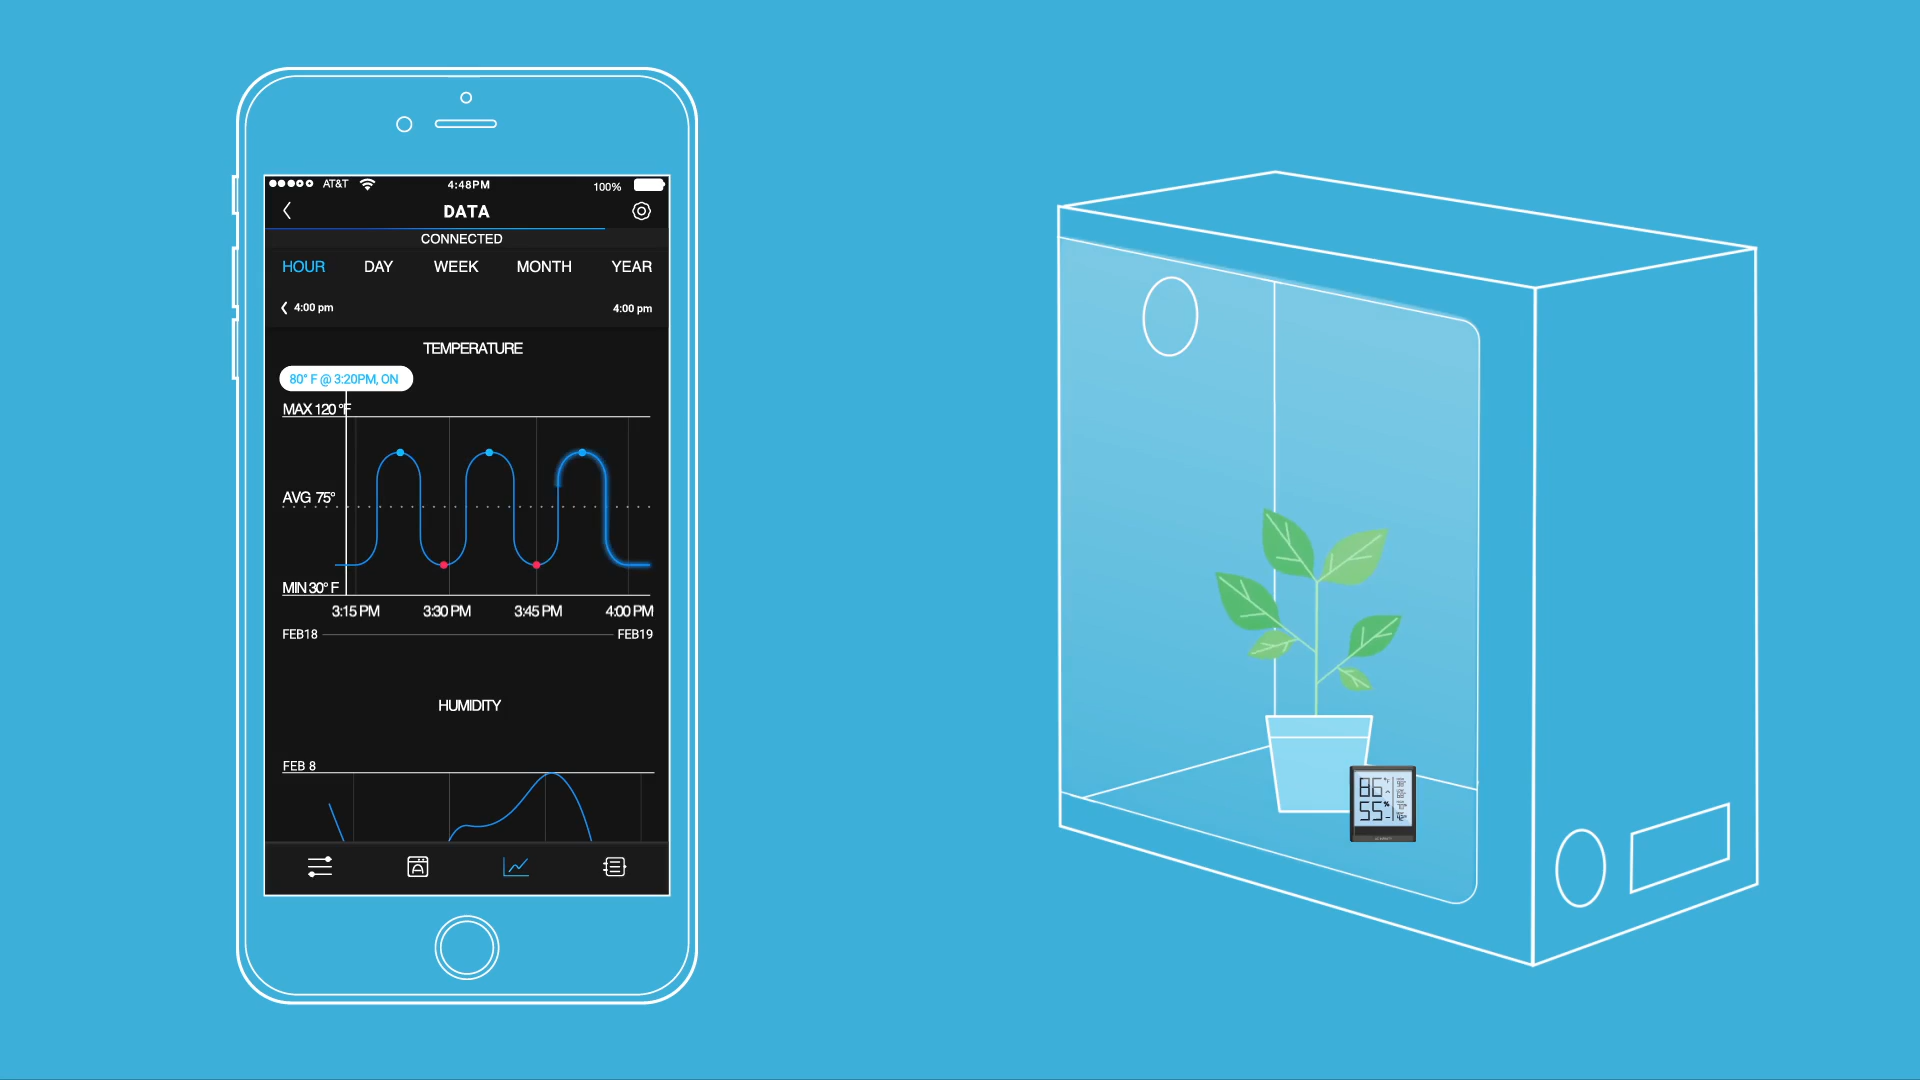 AT&T 4:48PM 100%
DATA
CONNECTED
HOUR DAY WEEK MONTH YEAR
4:00 pm 4:00 pm
TEMPERATURE
80° F @ 3:20PM, ON
MAX 120 °F
AVG 75°
MIN 30° F
3:15 PM 3:30 PM 3:45 PM 4:00 PM
FEB18 FEB19
HUMIDITY
FEB 8
86 °F
55 %